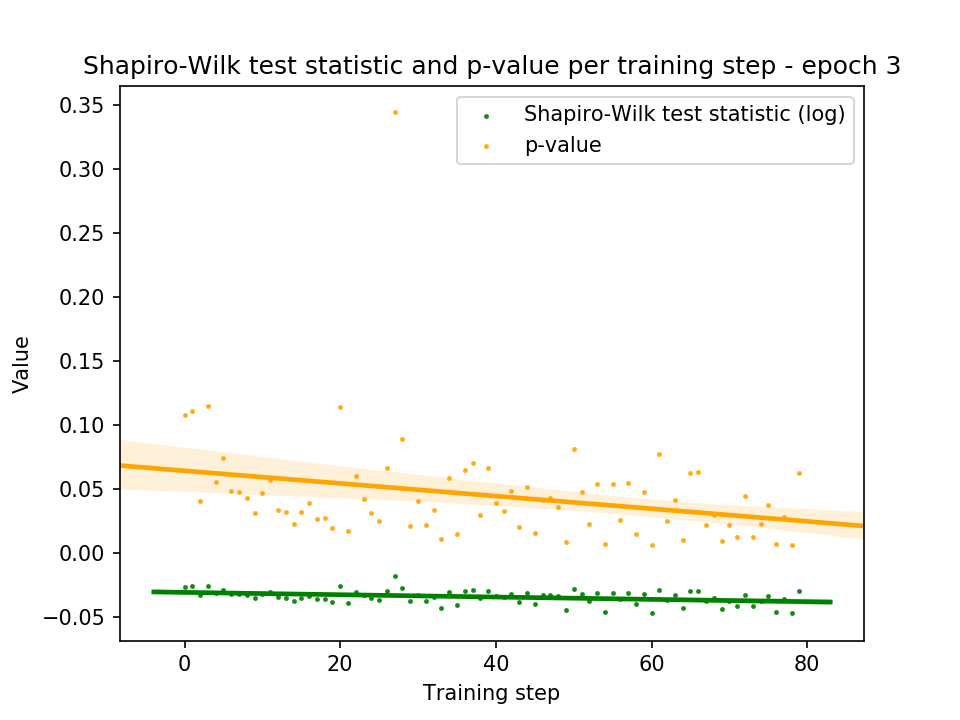 Shapiro-Wilk test statistic and p-value per training step - epoch 3
Shapiro-Wilk test statistic (log)
p-value
Value
0.35
0.30
0.25
0.20
0.15
0.10
0.05
0.00
−0.05
0 20 40 60 80
Training step